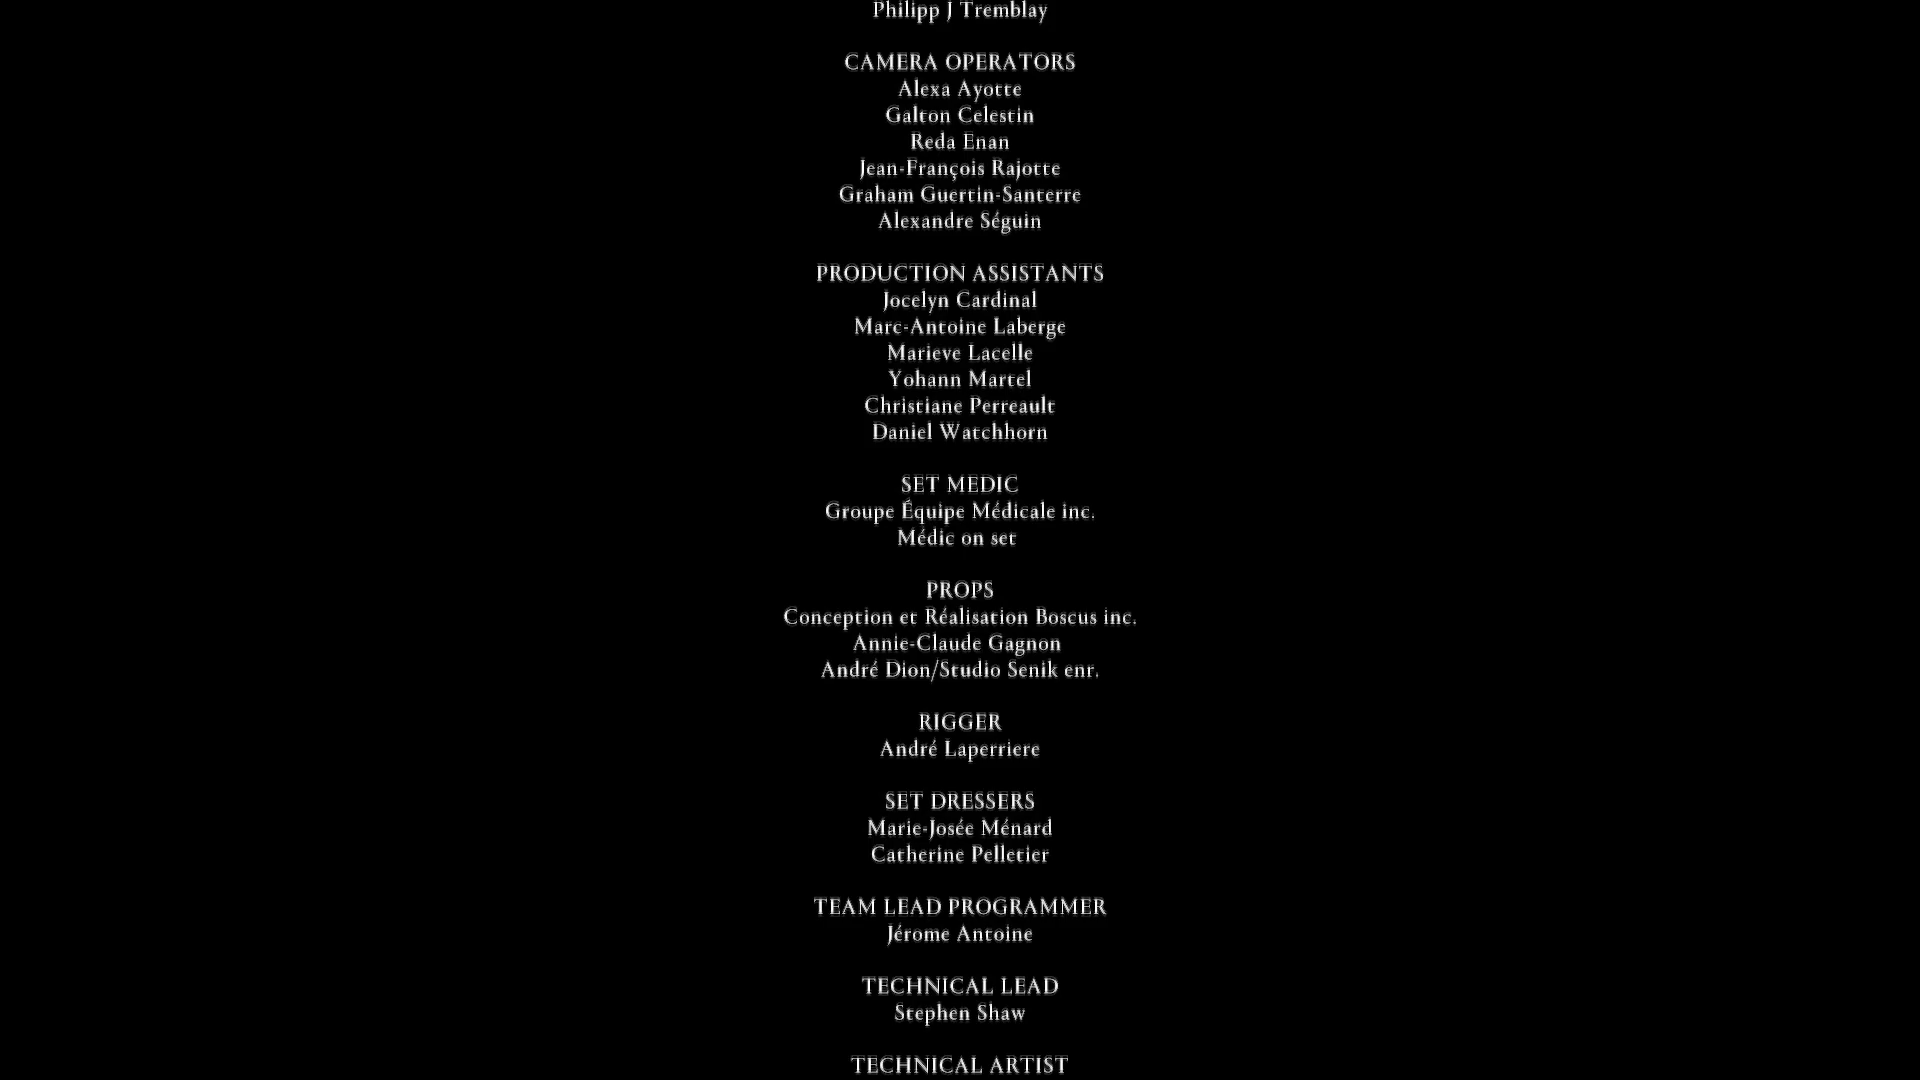 Philipp J Tremblay
CAMERA OPERATORS
Alexa Ayotte
Galton Celestin
Reda Enan
Jean-François Rajotte
Graham Guertin-Santerre
Alexandre Séguin
PRODUCTION ASSISTANTS
Jocelyn Cardinal
Marc-Antoine Laberge
Marieve Lacelle
Yohann Martel
Christiane Perreault
Daniel Watchhorn
SET MEDIC
Groupe Équipe Médicale inc.
Médic on set
PROPS
Conception et Réalisation Boscus inc.
Annie-Claude Gagnon
André Dion/Studio Senik enr.
RIGGER
André Laperriere
SET DRESSERS
Marie-Josée Ménard
Catherine Pelletier
TEAM LEAD PROGRAMMER
Jérome Antoine
TECHNICAL LEAD
Stephen Shaw
TECHNICAL ARTIST